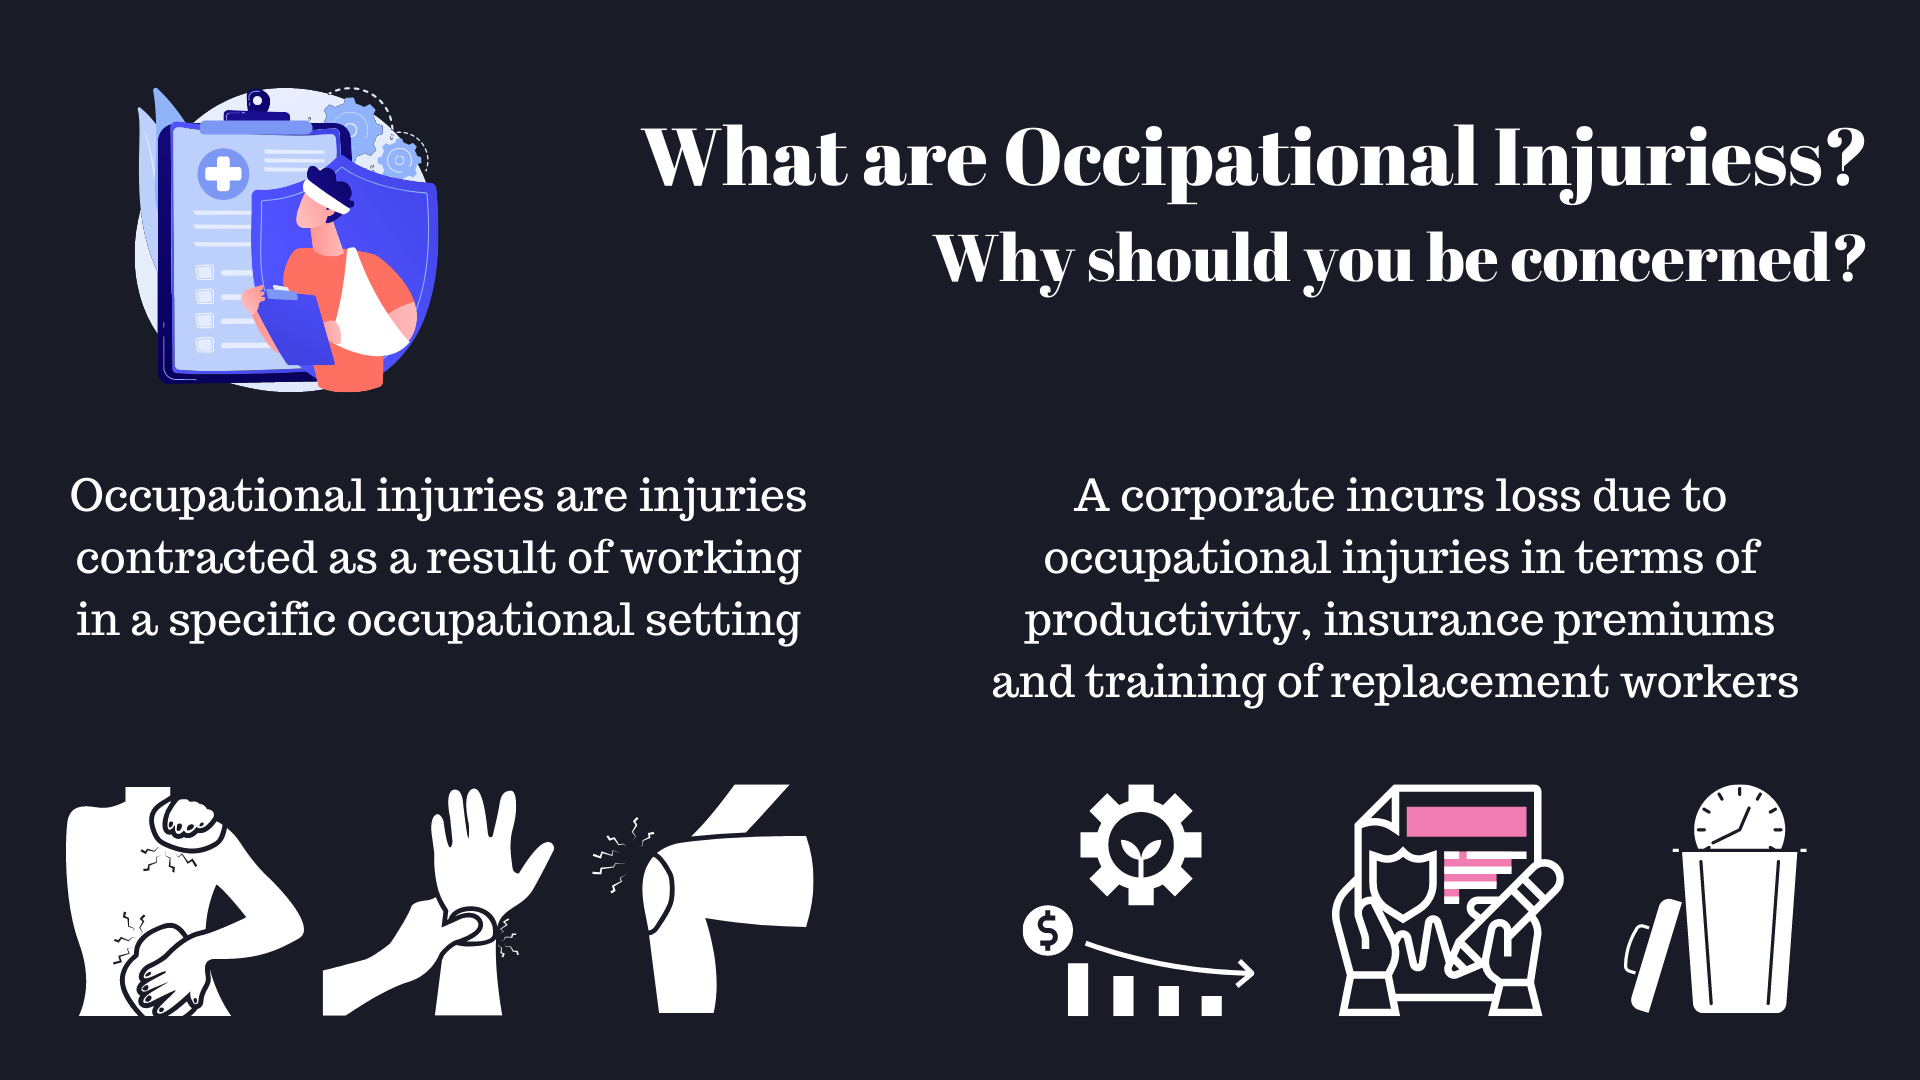 What are Occipational Injuriess?
Why should you be concerned?
Occupational injuries are injuries
contracted as a result of working
in a specific occupational setting
A corporate incurs loss due to
occupational injuries in terms of
productivity, insurance premiums
and training of replacement workers
$